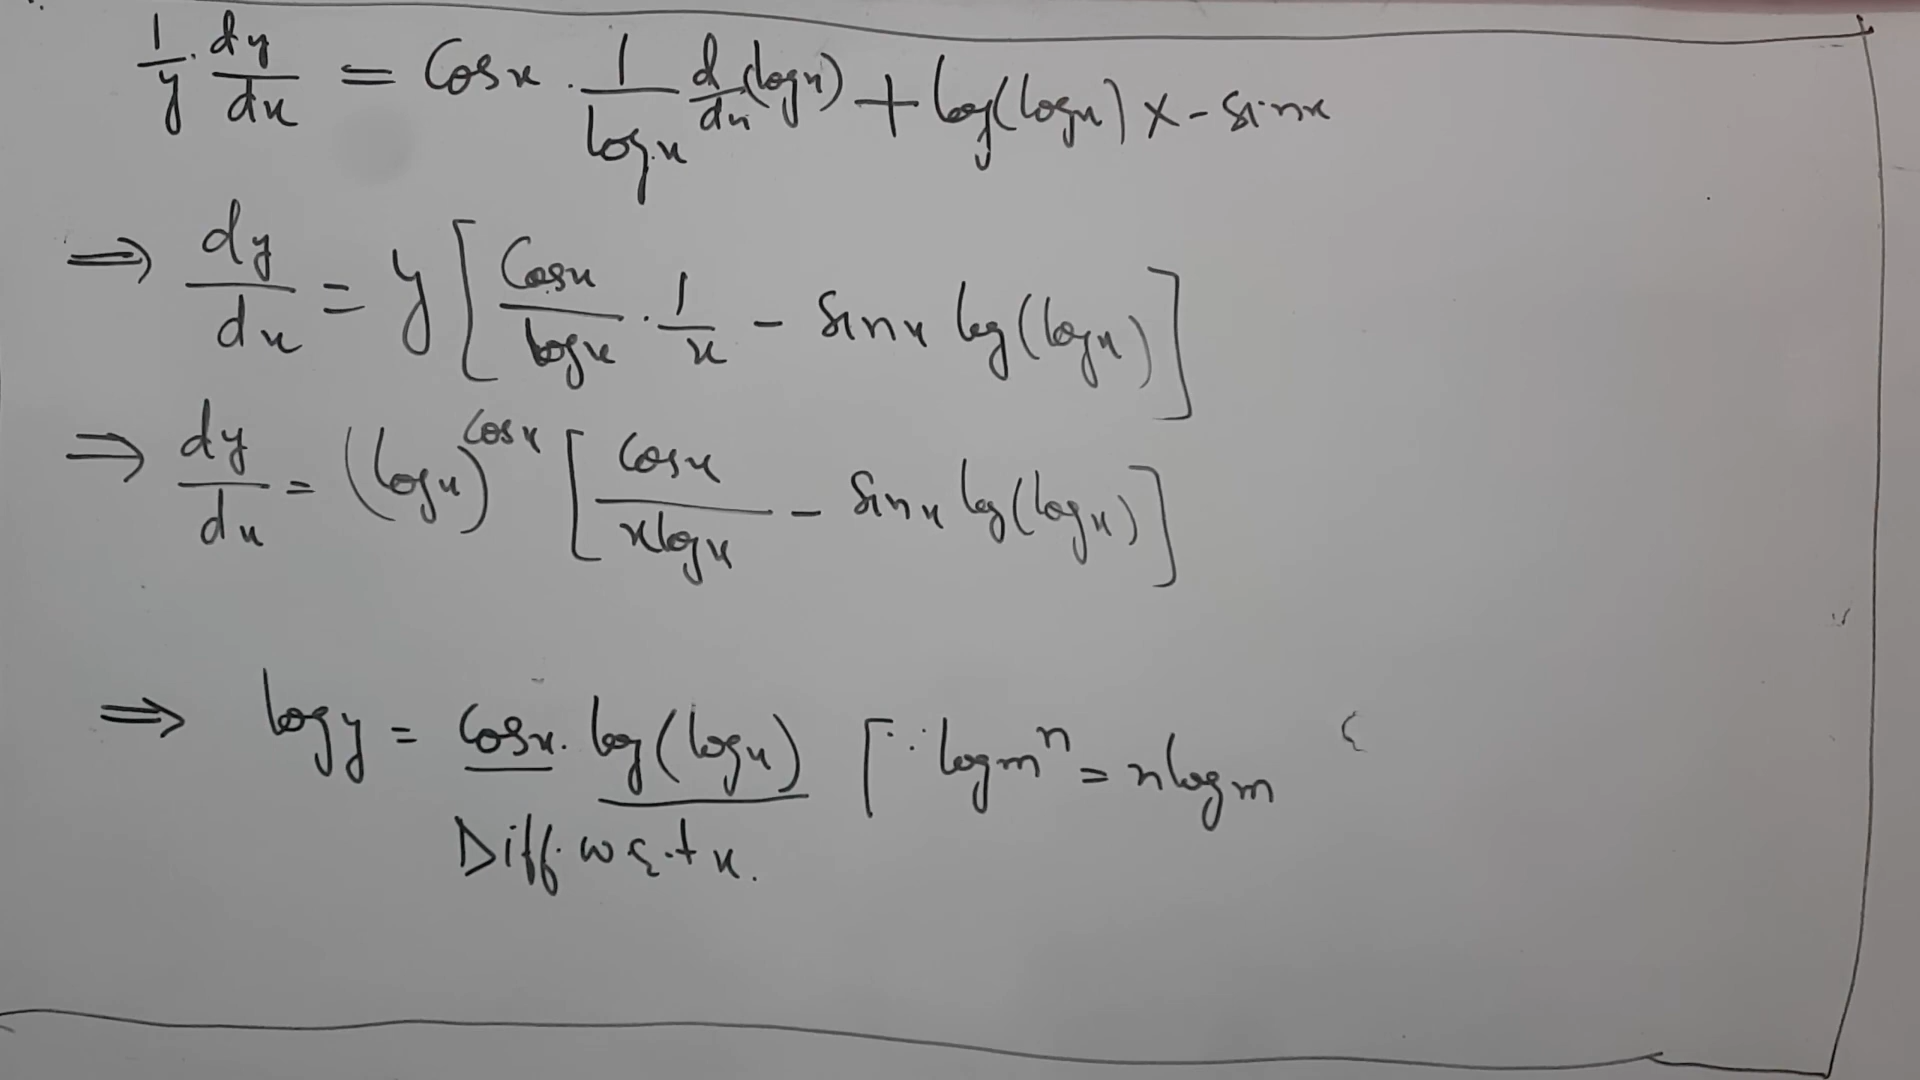 1/y · dy/dx = Cosx · 1/logx d/dx (logx) + log(logx) × - sinx
⇒ dy/dx = y [ Cosx/logx · 1/x - Sinx log(logx) ]
⇒ dy/dx = (logx)^cosx [ Cosx/xlogx - Sinx log(logx) ]
⇒ logy = Cosx · log(logx) [∵ logm^n = nlogm
Diff. w.r.t x.